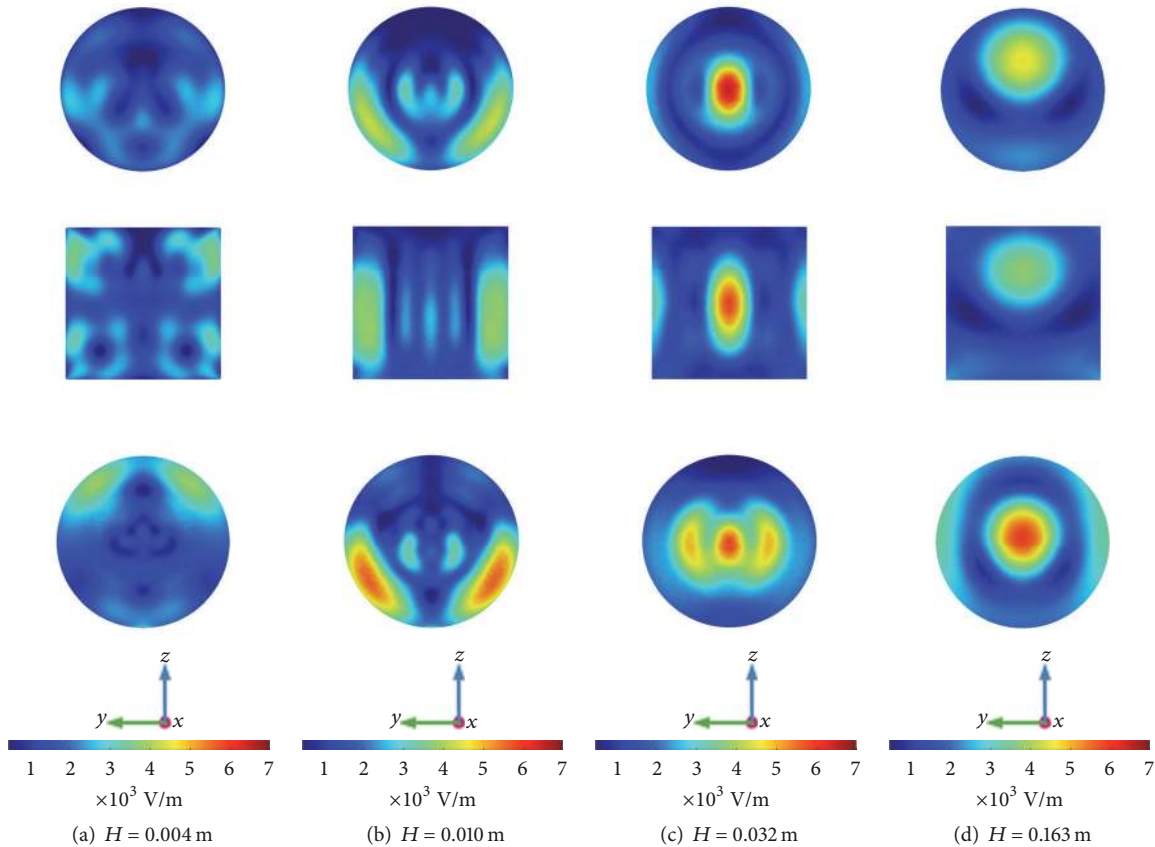 z z z z
y x y x y x y x
1 2 3 4 5 6 7 1 2 3 4 5 6 7 1 2 3 4 5 6 7 1 2 3 4 5 6 7
×10³ V/m ×10³ V/m ×10³ V/m ×10³ V/m
(a) H = 0.004 m (b) H = 0.010 m (c) H = 0.032 m (d) H = 0.163 m